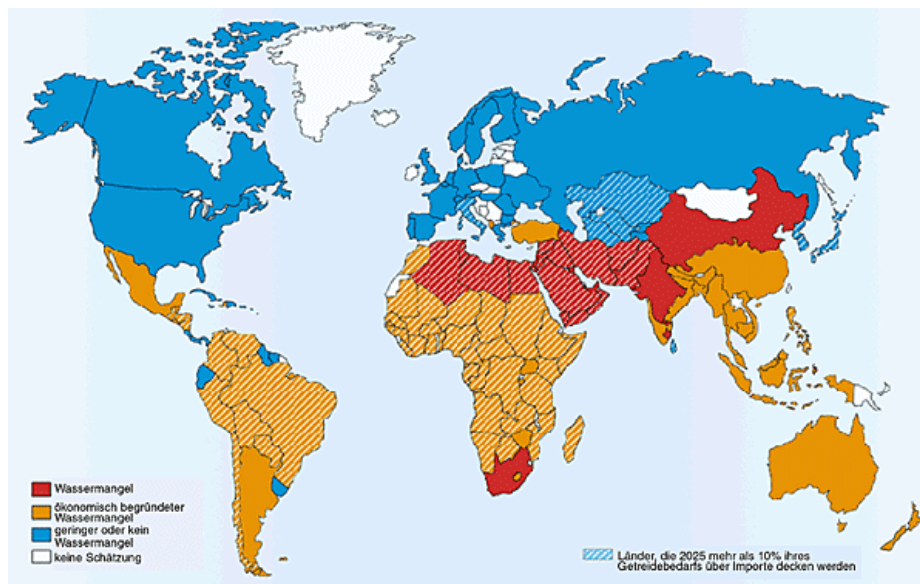 Wassermangel
ökonomisch begründeter
Wassermangel
geringer oder kein
Wassermangel
keine Schätzung
Länder, die 2025 mehr als 10% ihres
Getreidebedarfs über Importe decken werden